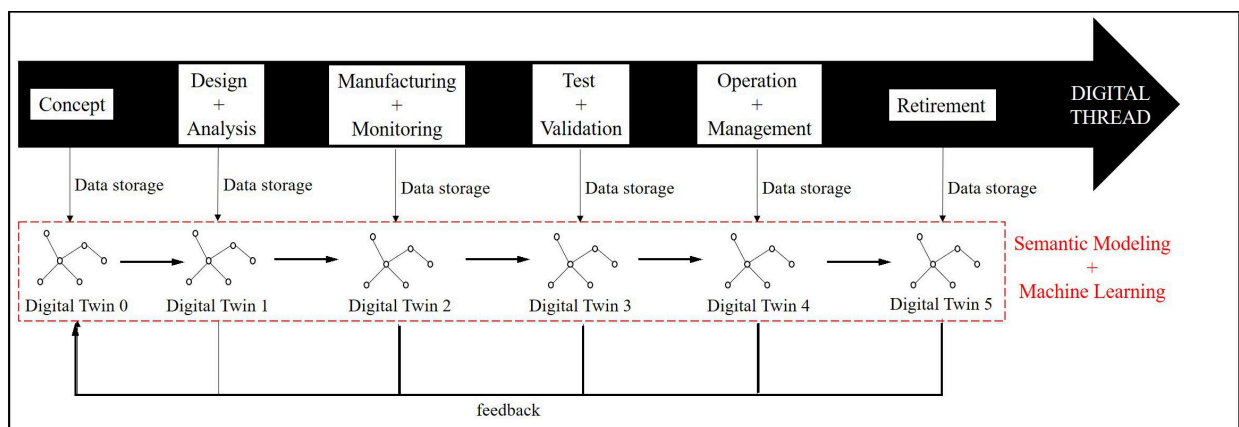 Concept
Design
+
Analysis
Manufacturing
+
Monitoring
Test
+
Validation
Operation
+
Management
Retirement
DIGITAL
THREAD
Data storage
Data storage
Data storage
Data storage
Data storage
Data storage
Digital Twin 0
Digital Twin 1
Digital Twin 2
Digital Twin 3
Digital Twin 4
Digital Twin 5
Semantic Modeling
+
Machine Learning
feedback